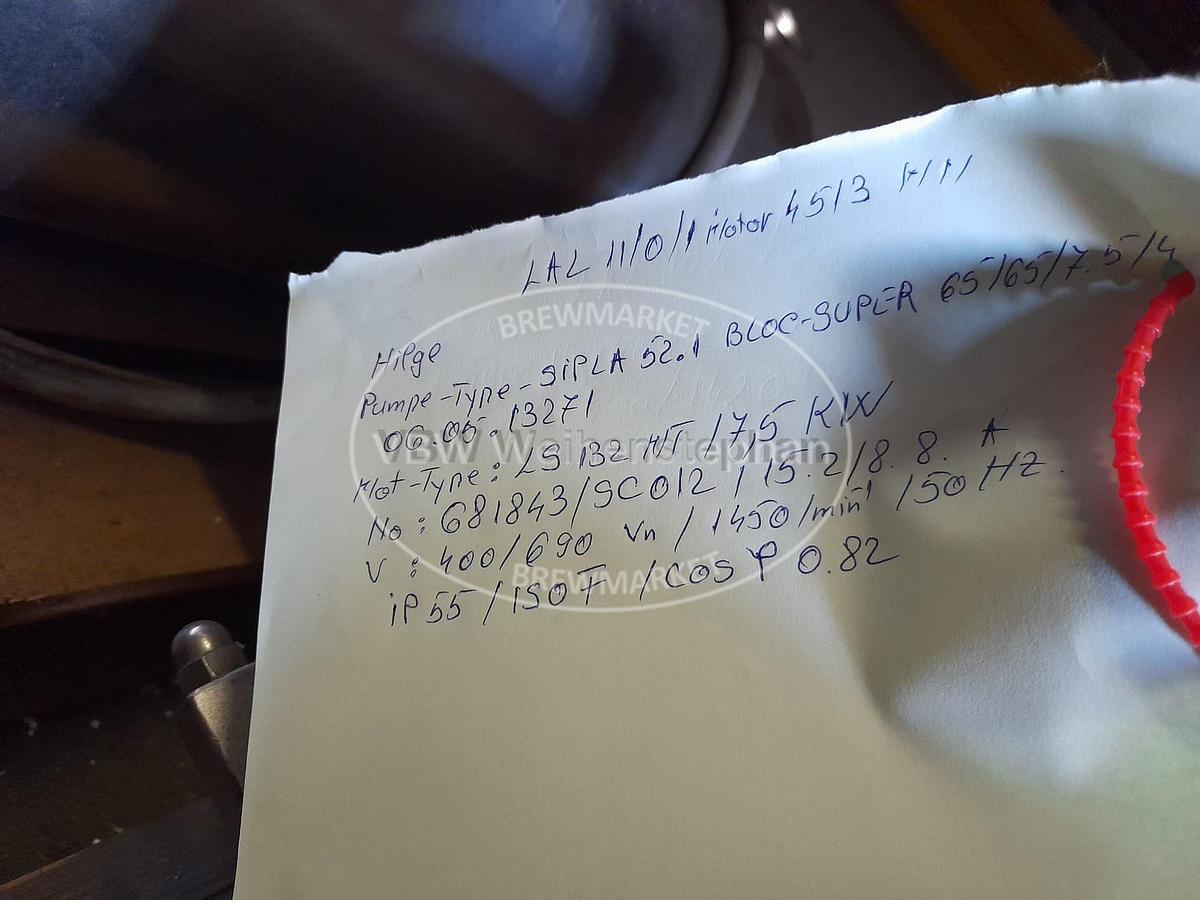 LAL 11/0/1 Motor 4513
Hilge
Pumpe-Type-SIPLA 52.1 BLOC-SUPER 65/65/7.5/4
06.05.13271
Mot-Type: LS 132 MT /7,5 KW
No: 681843/SC012 / 15.2/8.8. A
V: 400/690 Vn / 1450/min¹ /50 HZ.
iP55/ISOF /COS φ 0.82
BREWMARKET
VBW Weihenstephan
BREWMARKET